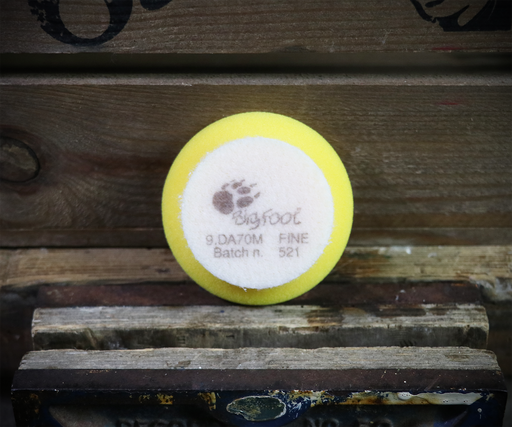 BigFoot
9.DA70M FINE
Batch n. 521